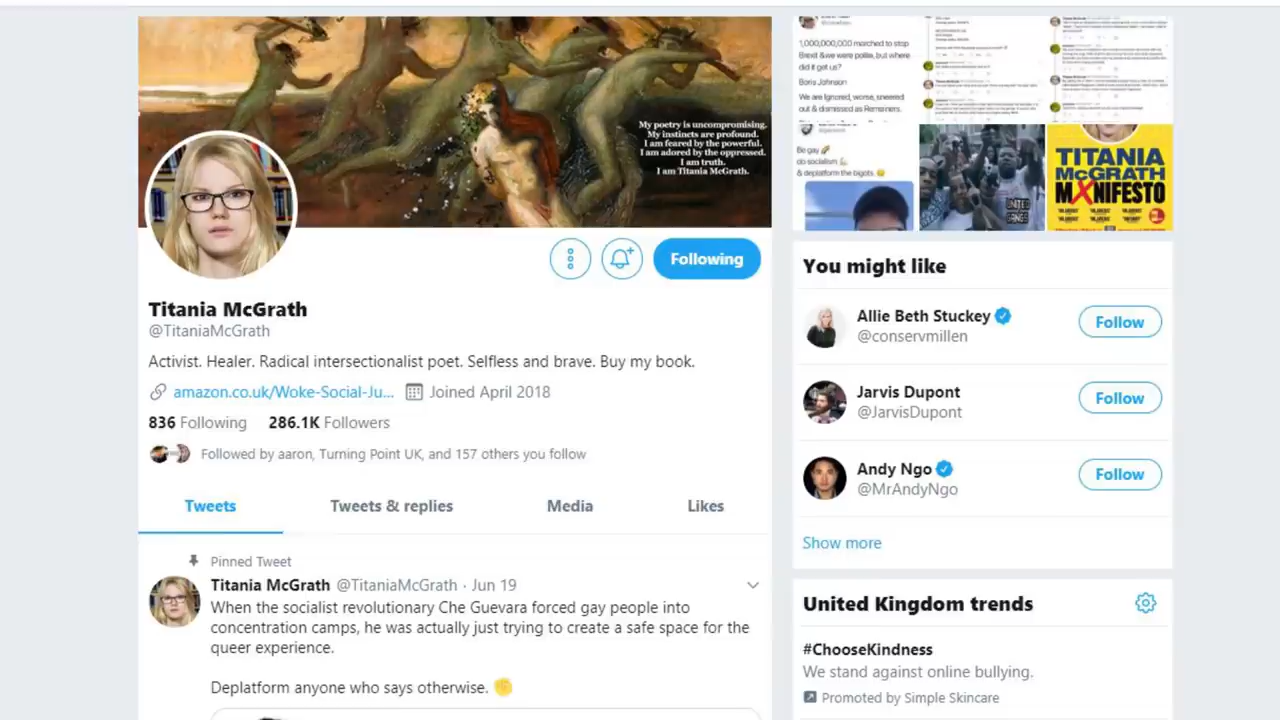 My poetry is uncompromising.
My instincts are profound.
I am feared by the powerful.
I am adored by the oppressed.
I am truth.
I am Titania McGrath.
Following
Titania McGrath
@TitaniaMcGrath
Activist. Healer. Radical intersectionalist poet. Selfless and brave. Buy my book.
amazon.co.uk/Woke-Social-Ju... Joined April 2018
836 Following 286.1K Followers
Followed by aaron, Turning Point UK, and 157 others you follow
Tweets Tweets & replies Media Likes
Pinned Tweet
Titania McGrath @TitaniaMcGrath · Jun 19
When the socialist revolutionary Che Guevara forced gay people into
concentration camps, he was actually just trying to create a safe space for the
queer experience.
Deplatform anyone who says otherwise. ✊
1,000,000,000 marched to stop
Brexit & we were polite, but where
did it get us?
Boris Johnson
We are Ignored, worse, sneered
out & dismissed as Remainers.
Be gay 🌈
do socialism 💪
& deplatform the bigots. 😊
UNITED
GANGS
TITANIA
McGRATH
MXNIFESTO
You might like
Allie Beth Stuckey
@conservmillen
Follow
Jarvis Dupont
@JarvisDupont
Follow
Andy Ngo
@MrAndyNgo
Follow
Show more
United Kingdom trends
#ChooseKindness
We stand against online bullying.
Promoted by Simple Skincare